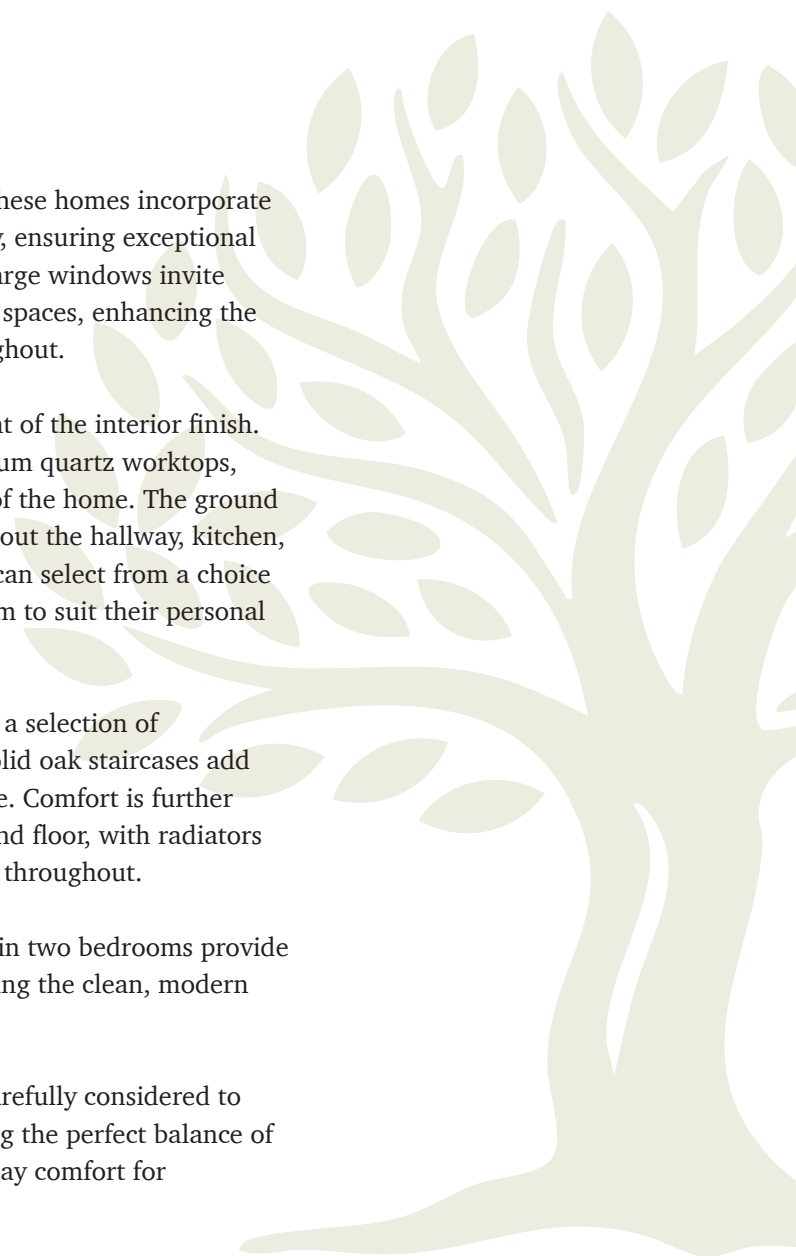 hese homes incorporate
, ensuring exceptional
arge windows invite
spaces, enhancing the
ghout.
t of the interior finish.
um quartz worktops,
of the home. The ground
out the hallway, kitchen,
can select from a choice
m to suit their personal
a selection of
lid oak staircases add
e. Comfort is further
nd floor, with radiators
throughout.
in two bedrooms provide
ng the clean, modern
arefully considered to
g the perfect balance of
ay comfort for